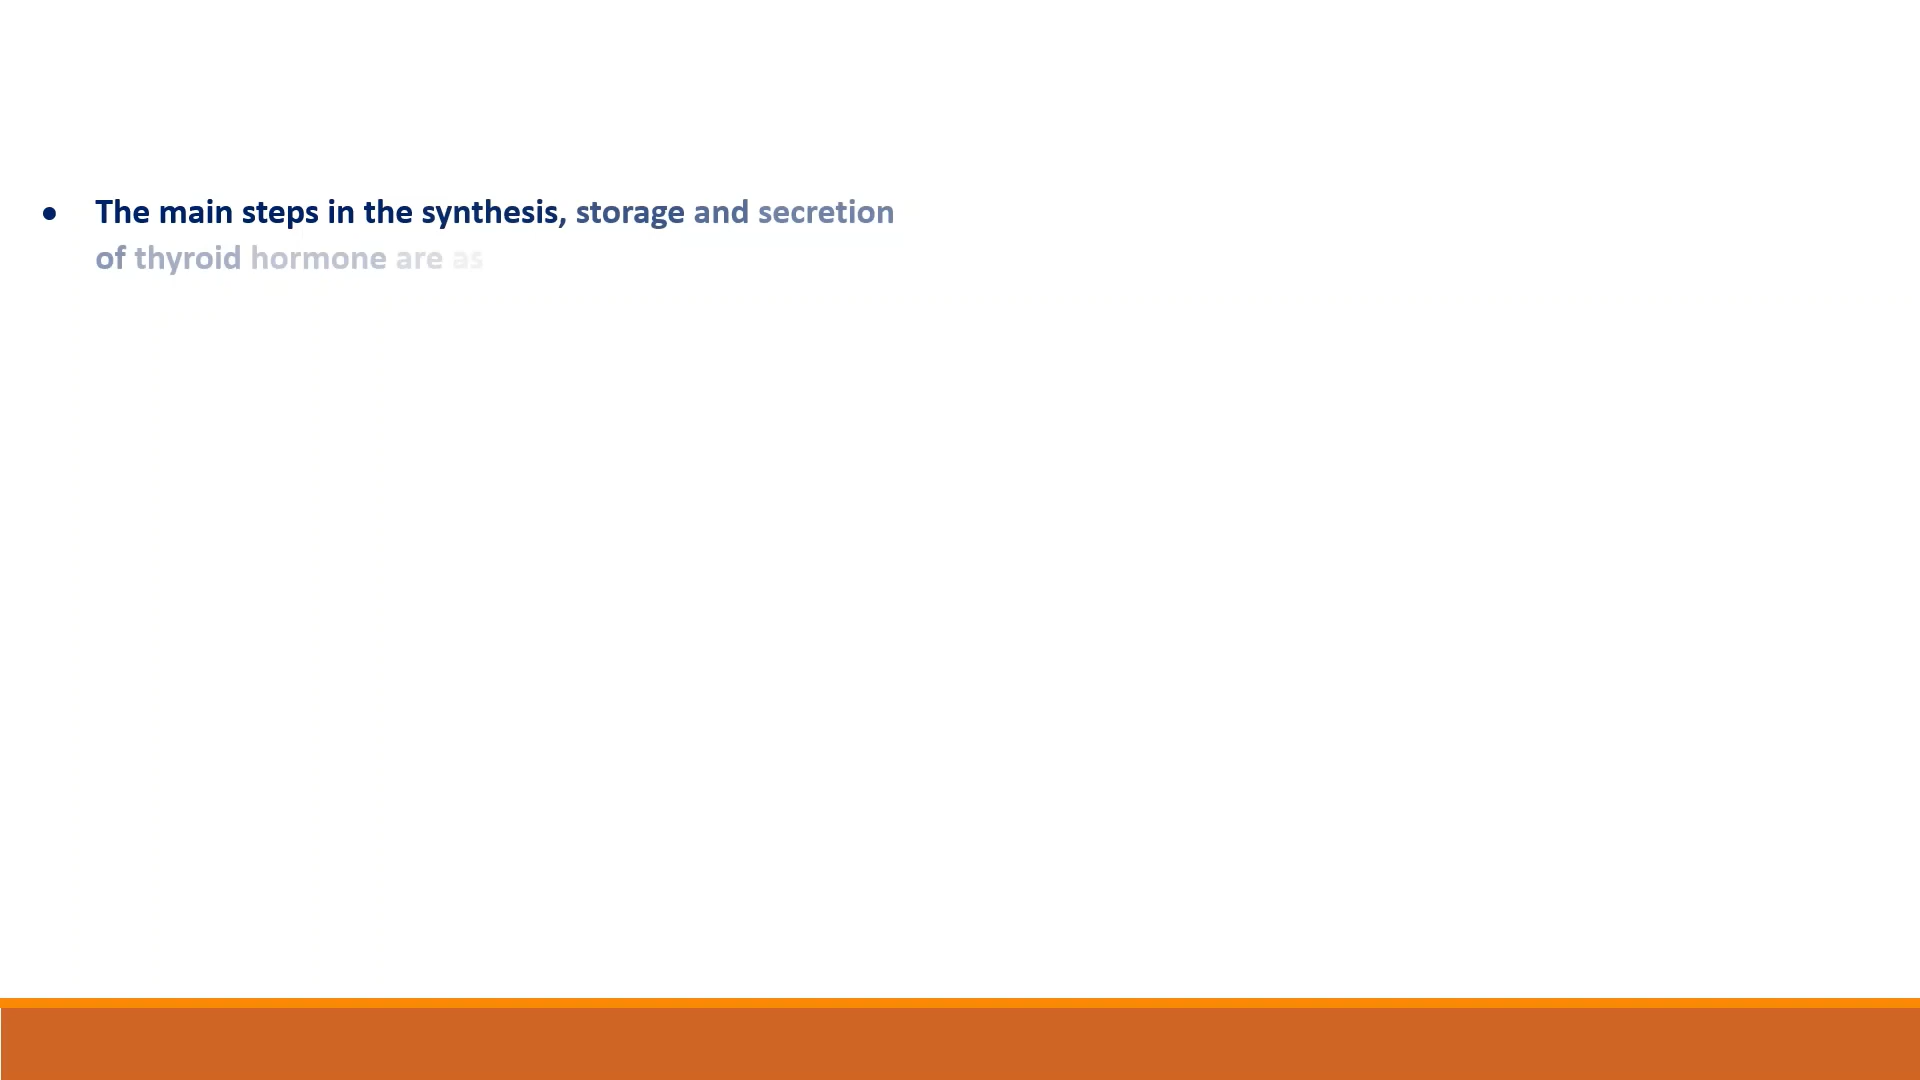 • The main steps in the synthesis, storage and secretion
of thyroid hormone are as